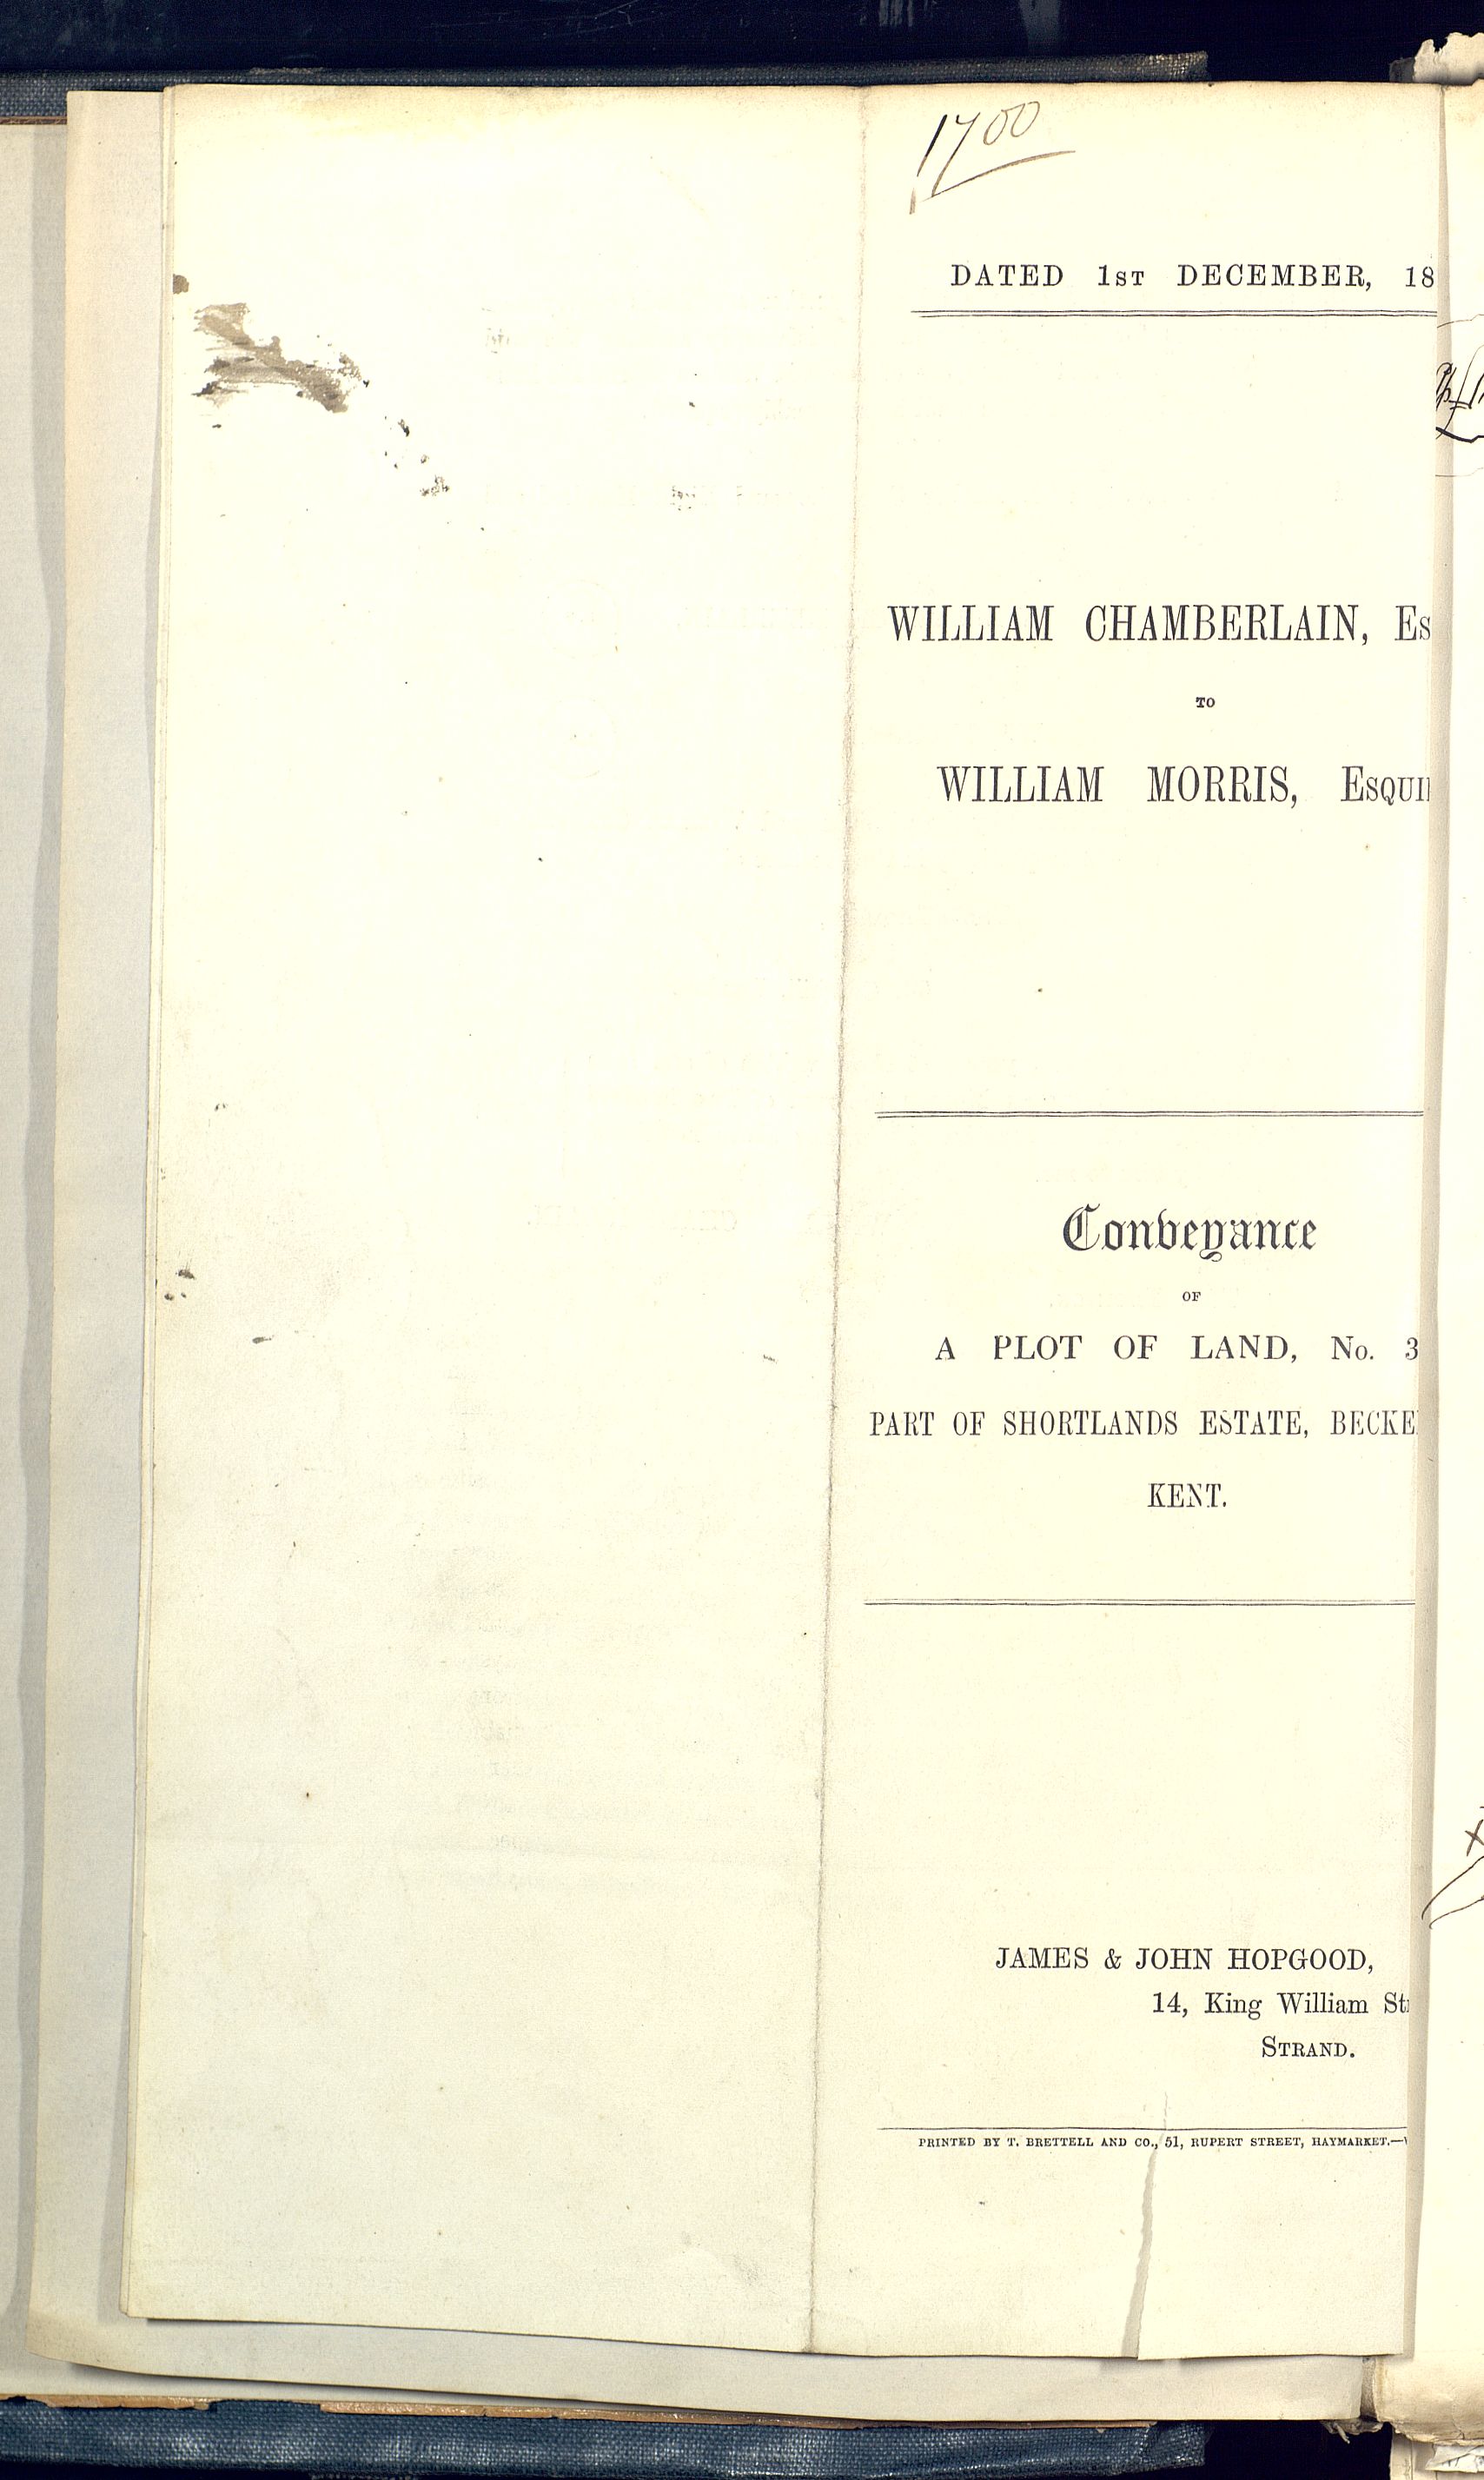 1700
DATED 1ST DECEMBER, 18
WILLIAM CHAMBERLAIN, Es
TO
WILLIAM MORRIS, ESQUI
Conveyance
OF
A PLOT OF LAND, No. 3
PART OF SHORTLANDS ESTATE, BECKE
KENT.
JAMES & JOHN HOPGOOD,
14, King William St
STRAND.
PRINTED BY T. BRETTELL AND CO., 51, RUPERT STREET, HAYMARKET.—